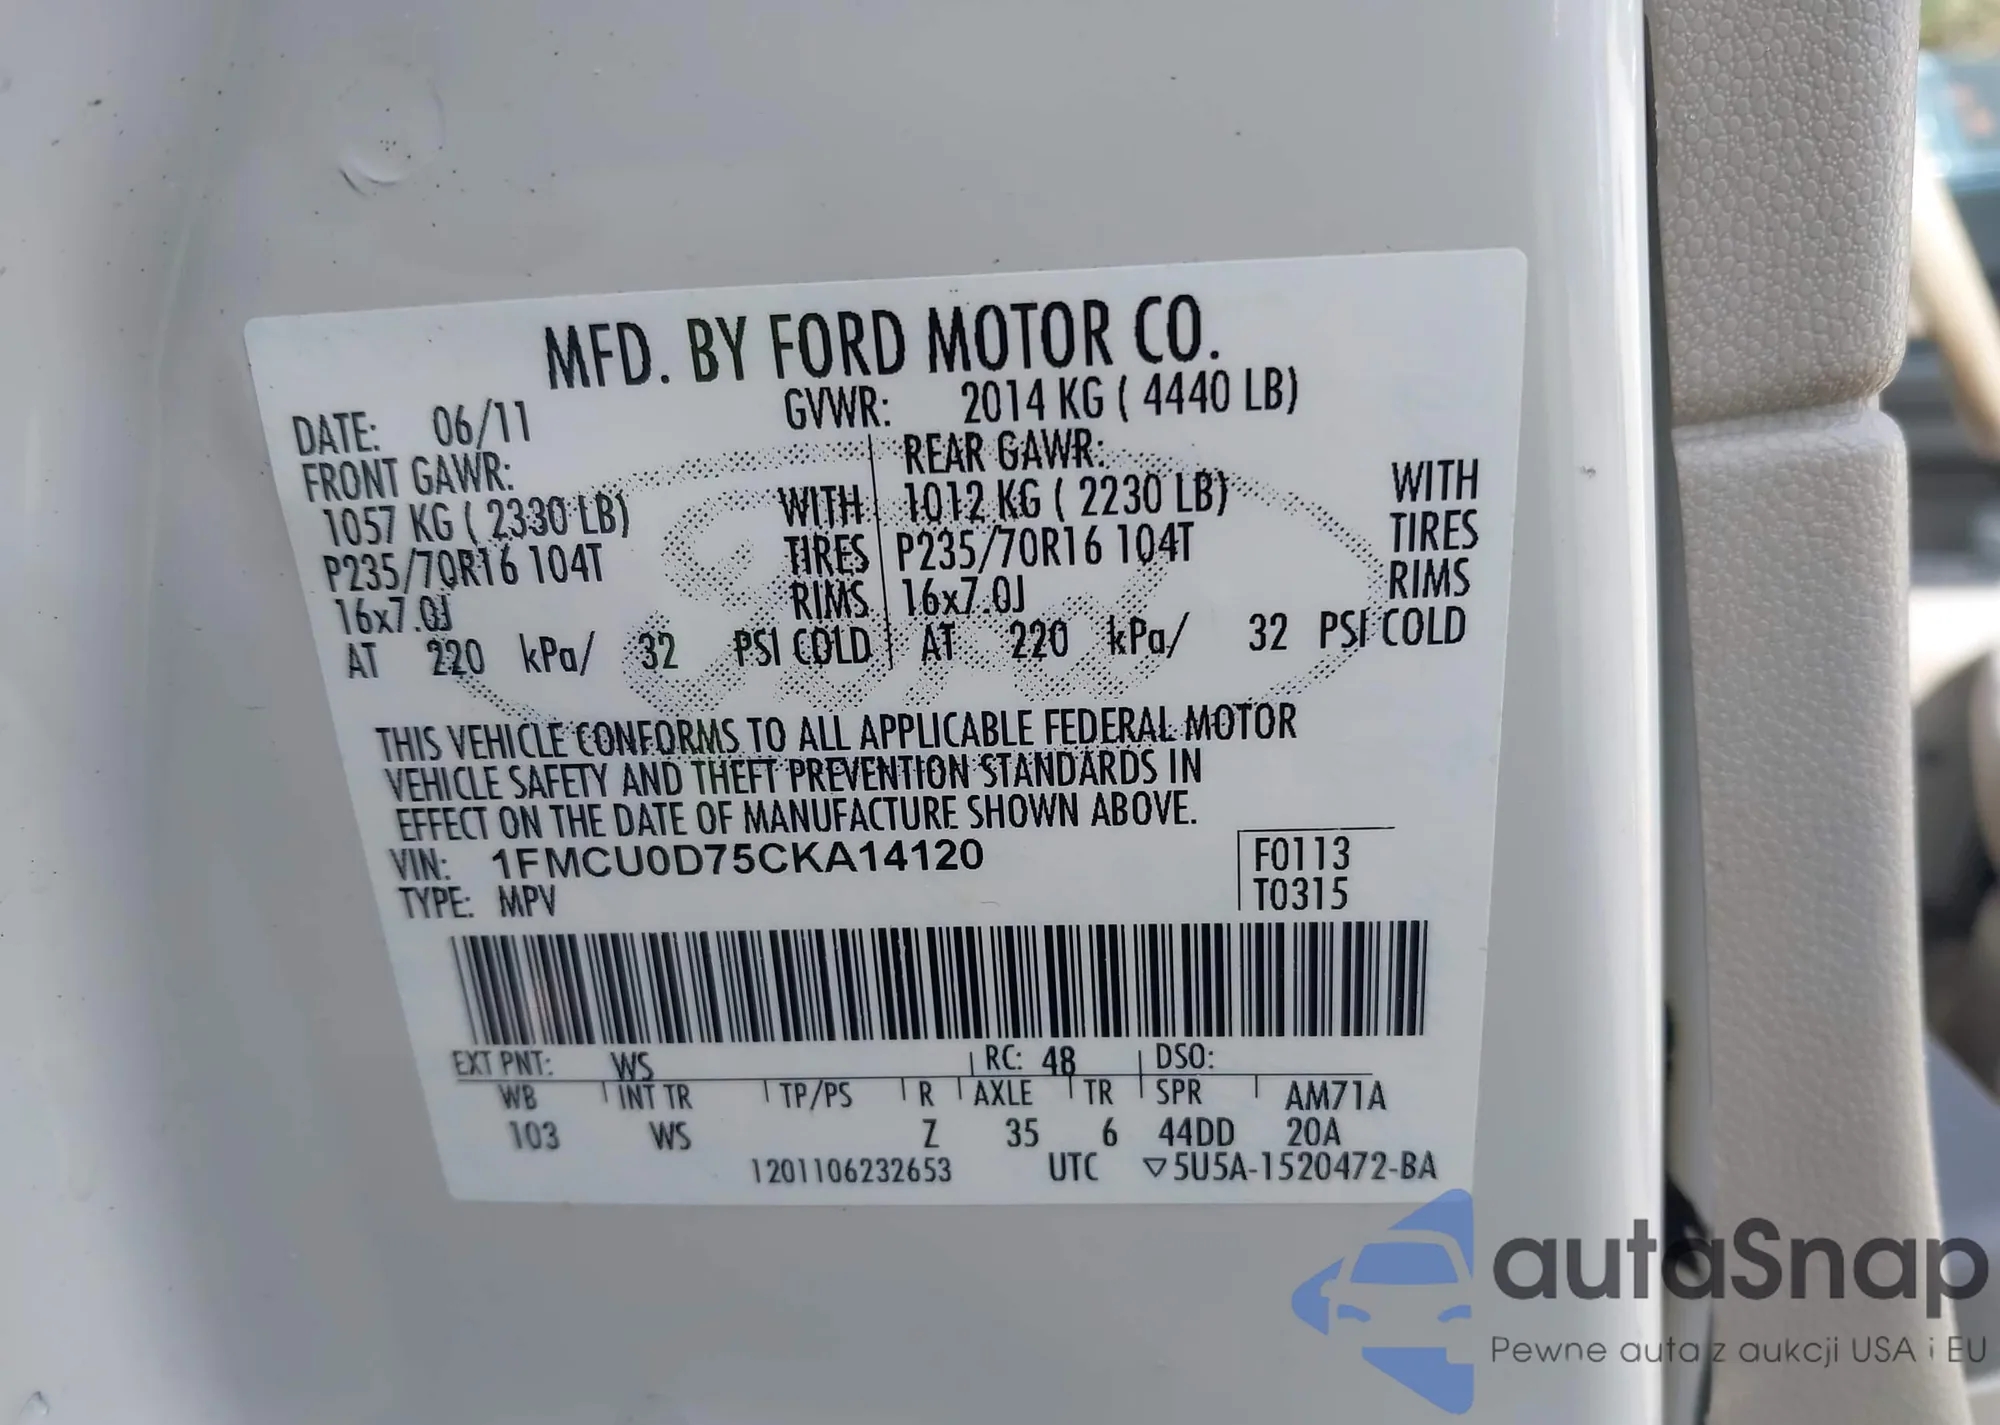 MFD. BY FORD MOTOR CO.
DATE: 06/11 GVWR: 2014 KG ( 4440 LB)
FRONT GAWR: REAR GAWR:
1057 KG ( 2330 LB) WITH 1012 KG ( 2230 LB) WITH
P235/70R16 104T TIRES P235/70R16 104T TIRES
16x7.0J RIMS 16x7.0J RIMS
AT 220 kPa/ 32 PSI COLD AT 220 kPa/ 32 PSI COLD
THIS VEHICLE CONFORMS TO ALL APPLICABLE FEDERAL MOTOR
VEHICLE SAFETY AND THEFT PREVENTION STANDARDS IN
EFFECT ON THE DATE OF MANUFACTURE SHOWN ABOVE.
VIN: 1FMCU0D75CKA14120 F0113
TYPE: MPV T0315
EXT PNT: WS RC: 48 DSO:
WB INT TR TP/PS R AXLE TR SPR AM71A
103 WS Z 35 6 44DD 20A
1201106232653 UTC ▽5U5A-1520472-BA
autaSnap
Pewne auta z aukcji USA i EU